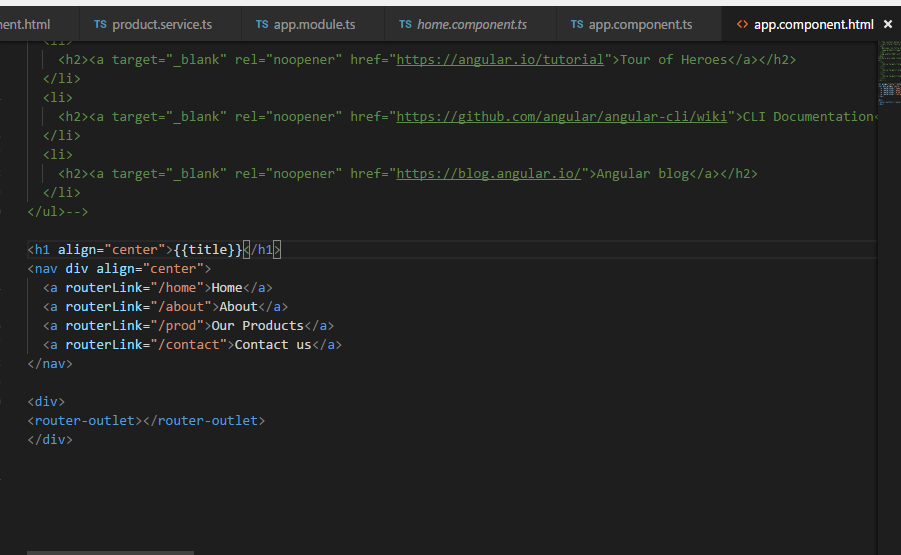 nent.html TS product.service.ts TS app.module.ts TS home.component.ts TS app.component.ts <> app.component.html ×
<li>
<h2><a target="_blank" rel="noopener" href="https://angular.io/tutorial">Tour of Heroes</a></h2>
</li>
<li>
<h2><a target="_blank" rel="noopener" href="https://github.com/angular/angular-cli/wiki">CLI Documentation<
</li>
<li>
<h2><a target="_blank" rel="noopener" href="https://blog.angular.io/">Angular blog</a></h2>
</li>
</ul>-->
<h1 align="center">{{title}}</h1>
<nav div align="center">
<a routerLink="/home">Home</a>
<a routerLink="/about">About</a>
<a routerLink="/prod">Our Products</a>
<a routerLink="/contact">Contact us</a>
</nav>
<div>
<router-outlet></router-outlet>
</div>